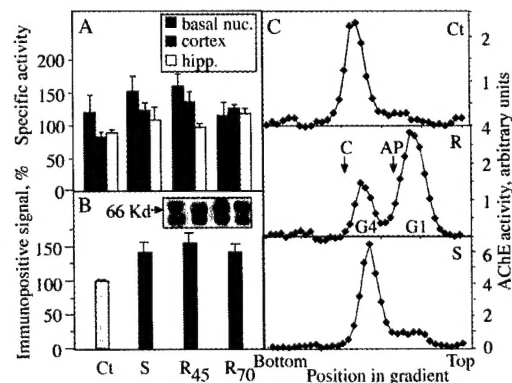 A
basal nuc.
cortex
hipp.
Specific activity
200
150
100
50
0
B
66 Kd
Immunopositive signal, %
150
100
50
0
Ct
S
R45
R70
C
Ct
2
1
0
R
C
AP
G4
G1
4
2
1
0
S
6
4
2
0
AChE activity, arbitrary units
Bottom
Position in gradient
Top